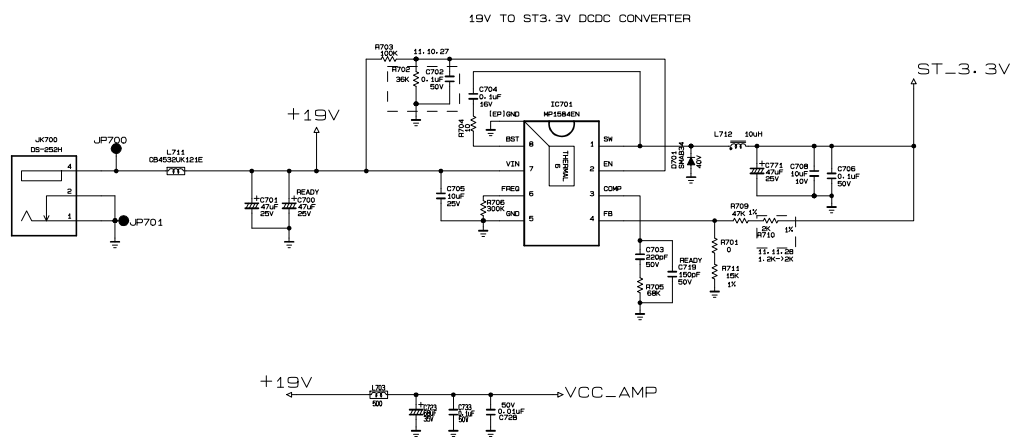 19V TO ST3.3V DCDC CONVERTER
R703
100K
11.10.27
R702
36K
C702
0.1uF
50V
C704
0.1uF
16V
R704
10
[EP]GND
IC701
MP1584EN
ST_3.3V
+19V
JK700
DS-252H
JP700
L711
CB4532UK121E
4
2
1
JP701
C701
47uF
25V
READY
C700
47uF
25V
C705
10uF
25V
R706
300K
BST
VIN
FREQ
GND
8
7
6
5
THERMAL
1
2
3
4
SW
EN
COMP
FB
D701
SMAB34
40V
L712
10uH
C771
47uF
25V
C708
10uF
10V
C706
0.1uF
50V
R709
47K
1%
2K
R710
1%
11.11.28
1.2K->2K
R701
0
R711
15K
1%
C703
220pF
50V
READY
C719
150pF
50V
R705
68K
+19V
L703
500
C723
68uF
35V
C733
0.1uF
50V
50V
0.01uF
C728
VCC_AMP